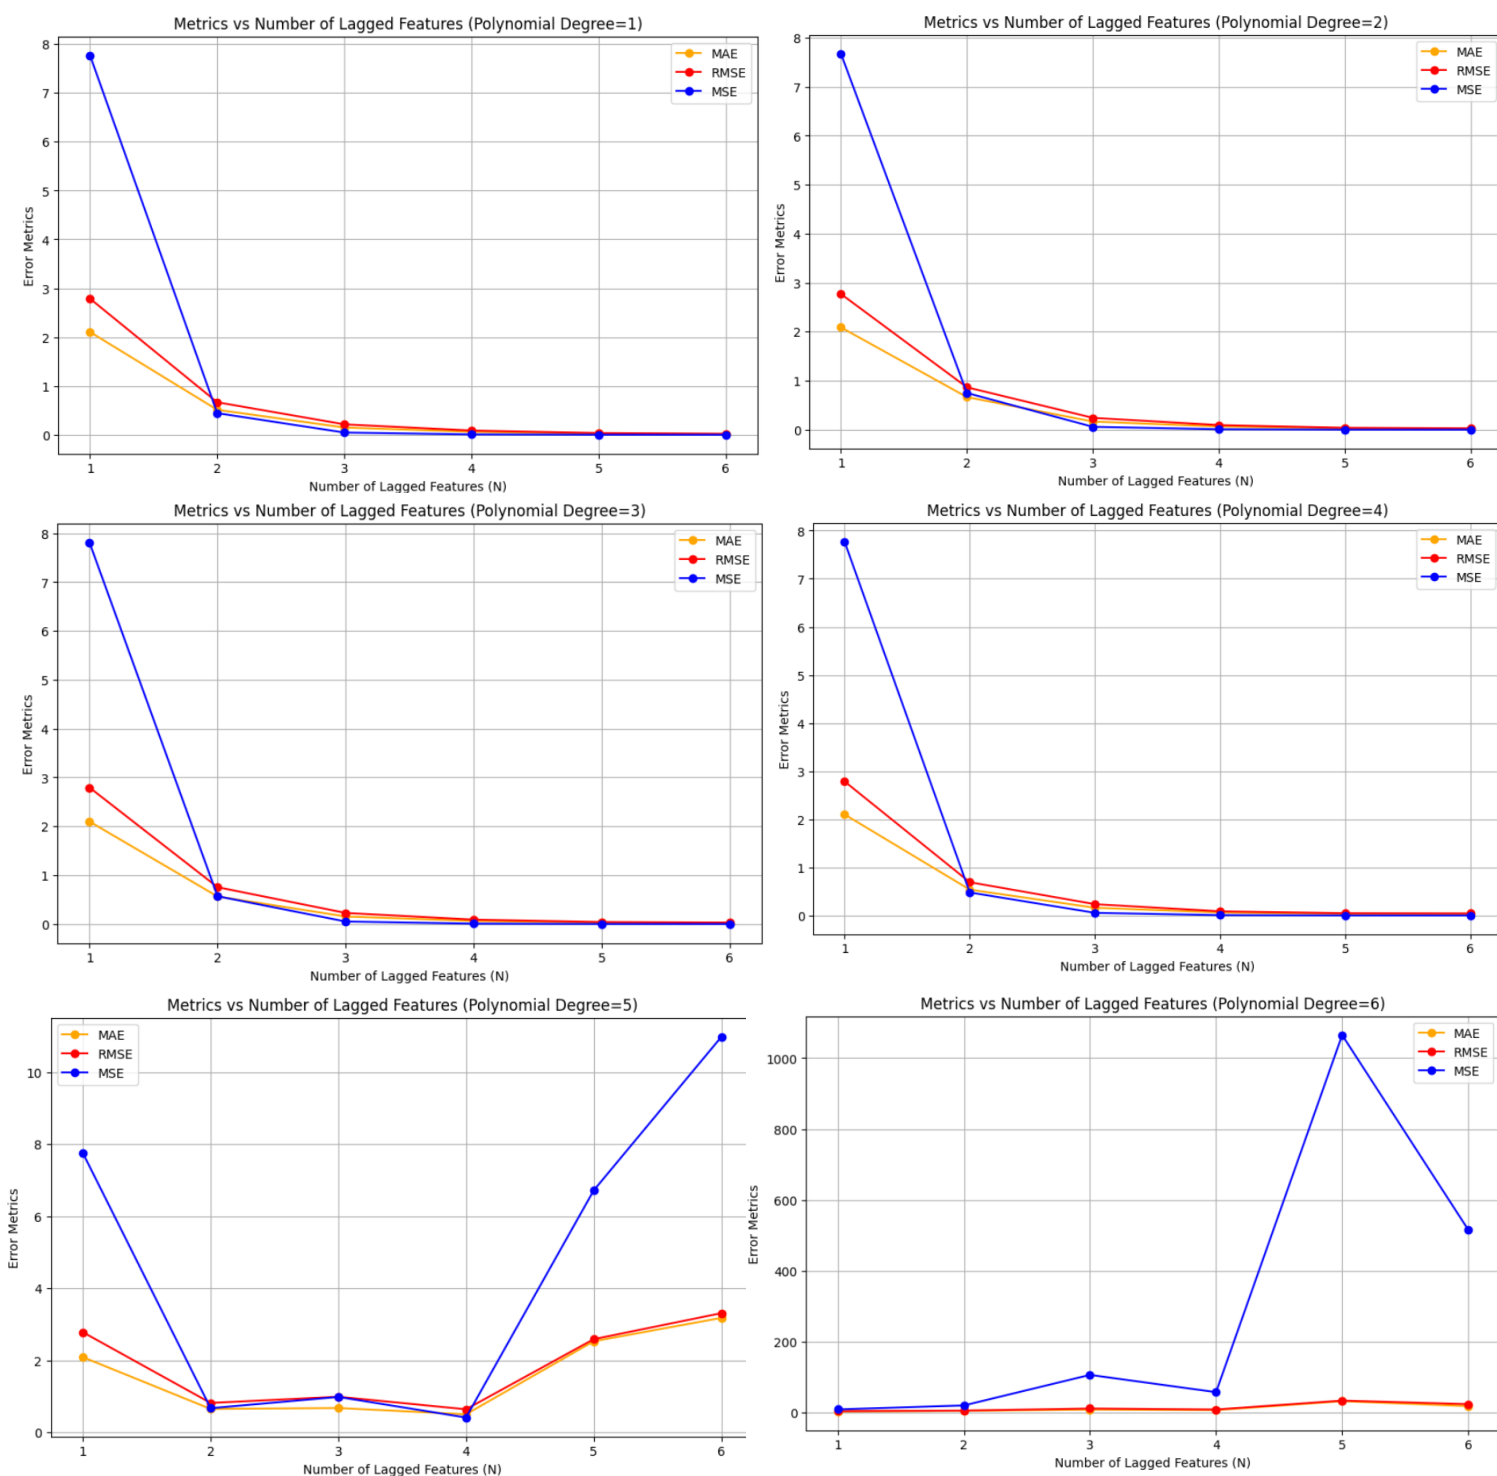 Metrics vs Number of Lagged Features (Polynomial Degree=1)
8
7
6
5
4
3
2
1
0
Error Metrics
MAE
RMSE
MSE
1 2 3 4 5 6
Number of Lagged Features (N)
Metrics vs Number of Lagged Features (Polynomial Degree=2)
8
7
6
5
4
3
2
1
0
Error Metrics
MAE
RMSE
MSE
1 2 3 4 5 6
Number of Lagged Features (N)
Metrics vs Number of Lagged Features (Polynomial Degree=3)
8
7
6
5
4
3
2
1
0
Error Metrics
MAE
RMSE
MSE
1 2 3 4 5 6
Number of Lagged Features (N)
Metrics vs Number of Lagged Features (Polynomial Degree=4)
8
7
6
5
4
3
2
1
0
Error Metrics
MAE
RMSE
MSE
1 2 3 4 5 6
Number of Lagged Features (N)
Metrics vs Number of Lagged Features (Polynomial Degree=5)
10
8
6
4
2
0
Error Metrics
MAE
RMSE
MSE
1 2 3 4 5 6
Number of Lagged Features (N)
Metrics vs Number of Lagged Features (Polynomial Degree=6)
1000
800
600
400
200
0
Error Metrics
MAE
RMSE
MSE
1 2 3 4 5 6
Number of Lagged Features (N)